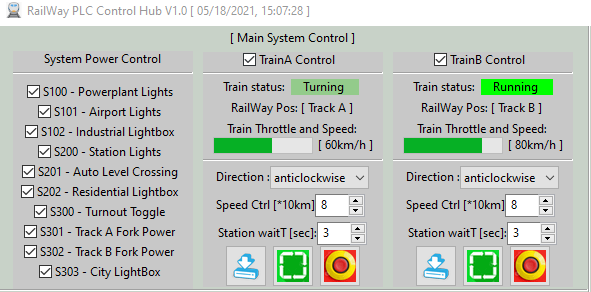 RailWay PLC Control Hub V1.0 [ 05/18/2021, 15:07:28 ]
[ Main System Control ]
System Power Control
S100 - Powerplant Lights
S101 - Airport Lights
S102 - Industrial Lightbox
S200 - Station Lights
S201 - Auto Level Crossing
S202 - Residential Lightbox
S300 - Turnout Toggle
S301 - Track A Fork Power
S302 - Track B Fork Power
S303 - City LightBox
TrainA Control
Train status: Turning
RailWay Pos: [ Track A ]
Train Throttle and Speed:
[ 60km/h ]
Direction : anticlockwise
Speed Ctrl [*10km] 8
Station waitT [sec]: 3
TrainB Control
Train status: Running
RailWay Pos: [ Track B ]
Train Throttle and Speed:
[ 80km/h ]
Direction : anticlockwise
Speed Ctrl [*10km] 8
Station waitT [sec]: 3